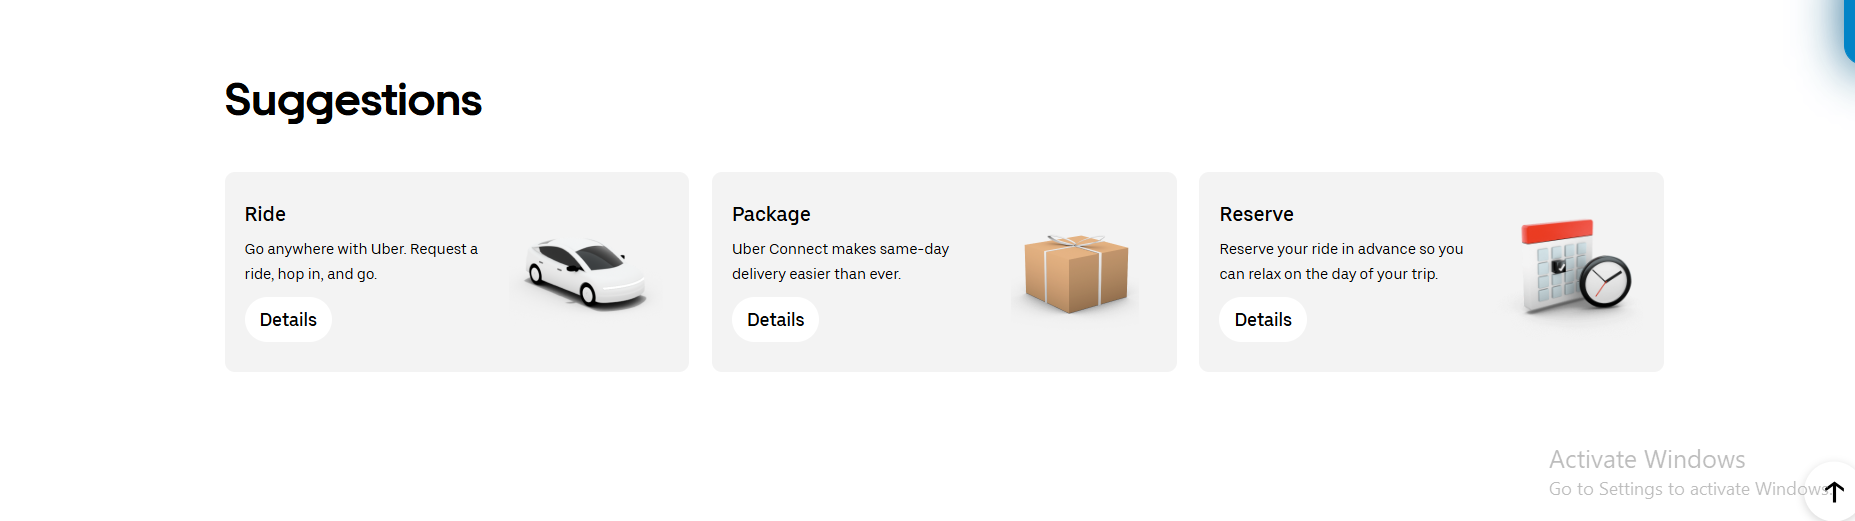 Suggestions
Ride
Go anywhere with Uber. Request a
ride, hop in, and go.
Details
Package
Uber Connect makes same-day
delivery easier than ever.
Details
Reserve
Reserve your ride in advance so you
can relax on the day of your trip.
Details
Activate Windows
Go to Settings to activate Windows.